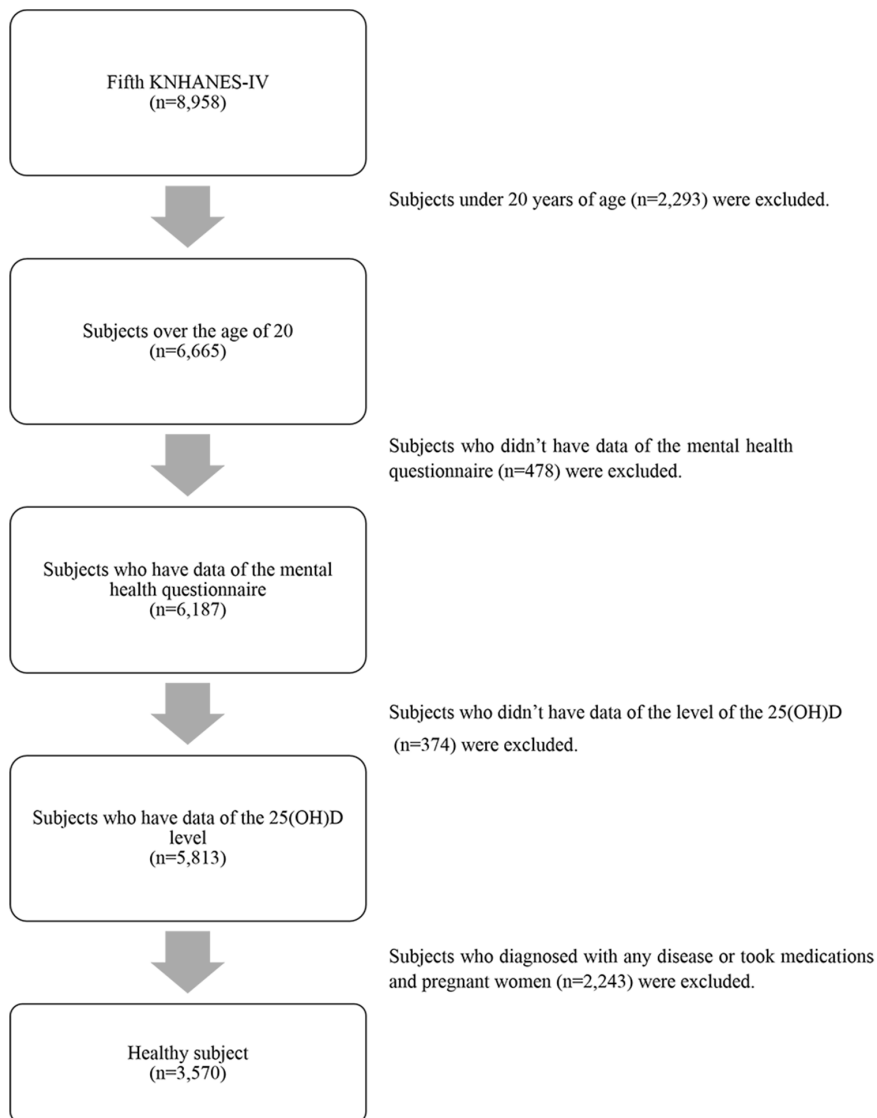 Fifth KNHANES-IV
(n=8,958)
Subjects under 20 years of age (n=2,293) were excluded.
Subjects over the age of 20
(n=6,665)
Subjects who didn’t have data of the mental health
questionnaire (n=478) were excluded.
Subjects who have data of the mental
health questionnaire
(n=6,187)
Subjects who didn’t have data of the level of the 25(OH)D
(n=374) were excluded.
Subjects who have data of the 25(OH)D
level
(n=5,813)
Subjects who diagnosed with any disease or took medications
and pregnant women (n=2,243) were excluded.
Healthy subject
(n=3,570)